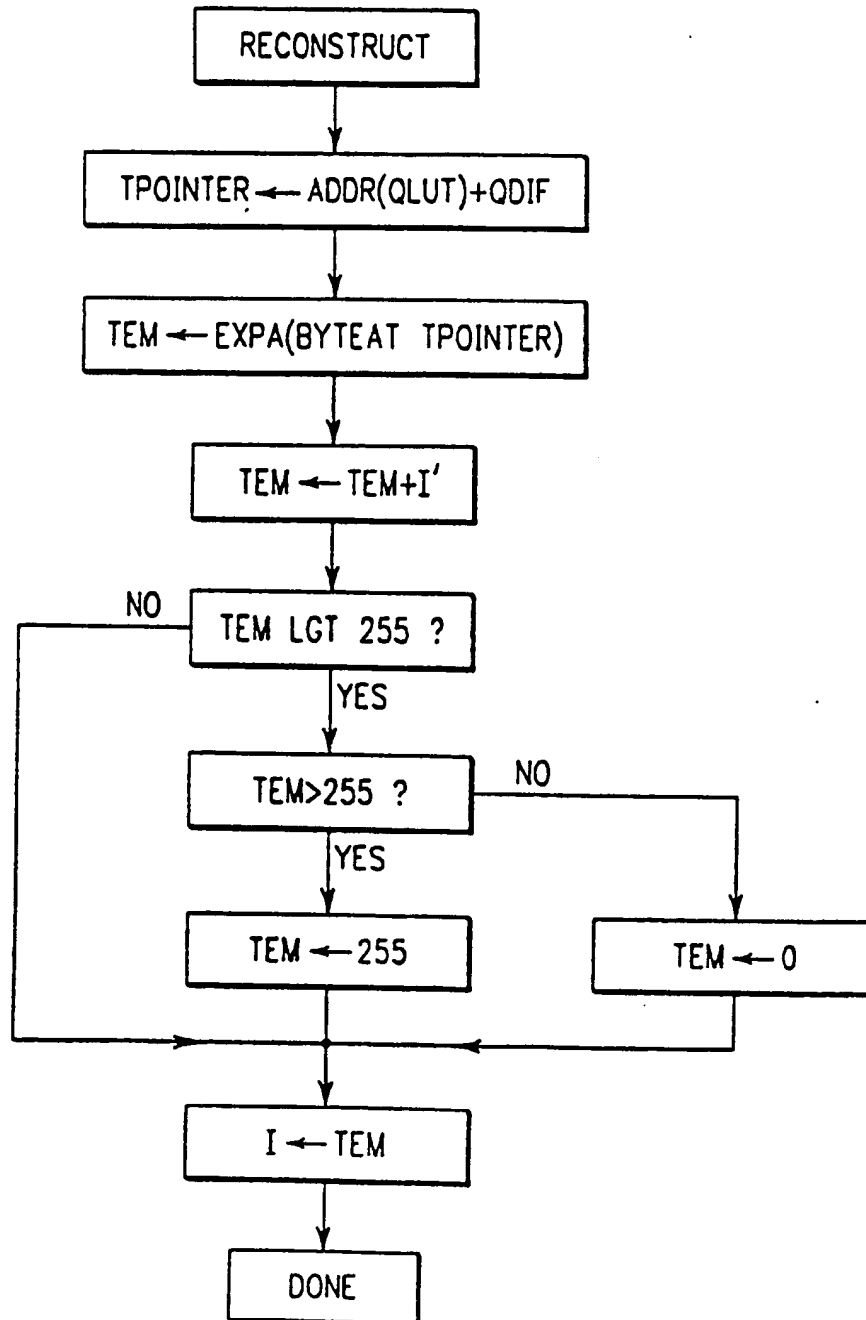 RECONSTRUCT
TPOINTER ← ADDR(QLUT)+QDIF
TEM ← EXPA(BYTEAT TPOINTER)
TEM ← TEM+I'
NO
TEM LGT 255 ?
YES
TEM>255 ?
NO
YES
TEM ← 255
TEM ← 0
I ← TEM
DONE